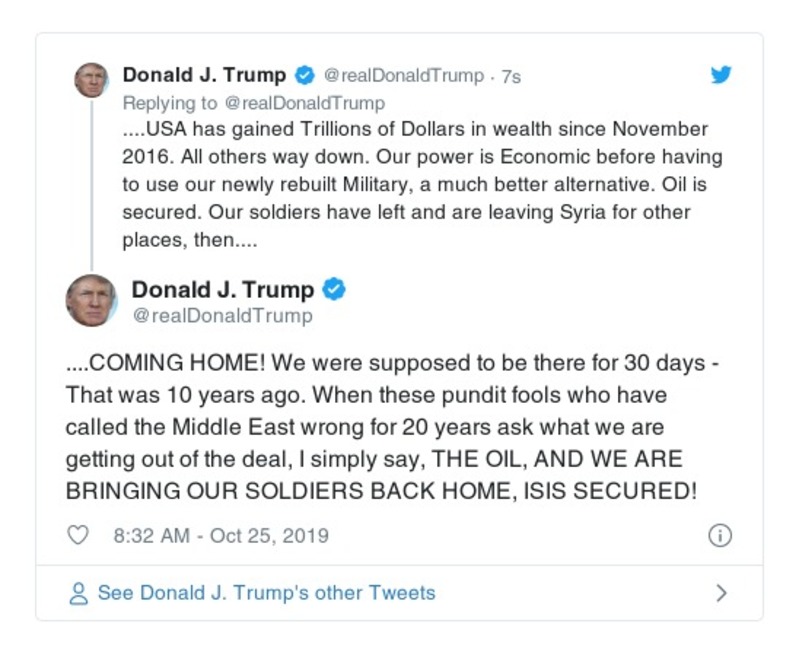 Donald J. Trump @realDonaldTrump · 7s
Replying to @realDonaldTrump
....USA has gained Trillions of Dollars in wealth since November
2016. All others way down. Our power is Economic before having
to use our newly rebuilt Military, a much better alternative. Oil is
secured. Our soldiers have left and are leaving Syria for other
places, then....
Donald J. Trump
@realDonaldTrump
....COMING HOME! We were supposed to be there for 30 days -
That was 10 years ago. When these pundit fools who have
called the Middle East wrong for 20 years ask what we are
getting out of the deal, I simply say, THE OIL, AND WE ARE
BRINGING OUR SOLDIERS BACK HOME, ISIS SECURED!
8:32 AM - Oct 25, 2019
See Donald J. Trump's other Tweets